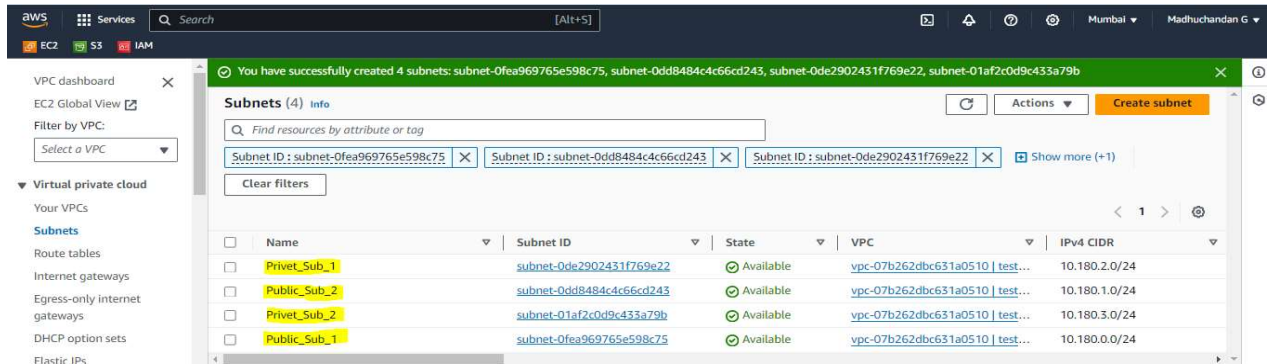 aws Services Search [Alt+S] Mumbai Madhuchandan G
EC2 S3 IAM
You have successfully created 4 subnets: subnet-0fea969765e598c75, subnet-0dd8484c4c66cd243, subnet-0de2902431f769e22, subnet-01af2c0d9c433a79b
VPC dashboard
EC2 Global View
Filter by VPC:
Select a VPC
Virtual private cloud
Your VPCs
Subnets
Route tables
Internet gateways
Egress-only internet
gateways
DHCP option sets
Elastic IPs
Subnets (4) Info Actions Create subnet
Find resources by attribute or tag
Subnet ID : subnet-0fea969765e598c75 Subnet ID : subnet-0dd8484c4c66cd243 Subnet ID : subnet-0de2902431f769e22 Show more (+1)
Clear filters
1
Name Subnet ID State VPC IPv4 CIDR
Privet_Sub_1 subnet-0de2902431f769e22 Available vpc-07b262dbc631a0510 | test... 10.180.2.0/24
Public_Sub_2 subnet-0dd8484c4c66cd243 Available vpc-07b262dbc631a0510 | test... 10.180.1.0/24
Privet_Sub_2 subnet-01af2c0d9c433a79b Available vpc-07b262dbc631a0510 | test... 10.180.3.0/24
Public_Sub_1 subnet-0fea969765e598c75 Available vpc-07b262dbc631a0510 | test... 10.180.0.0/24